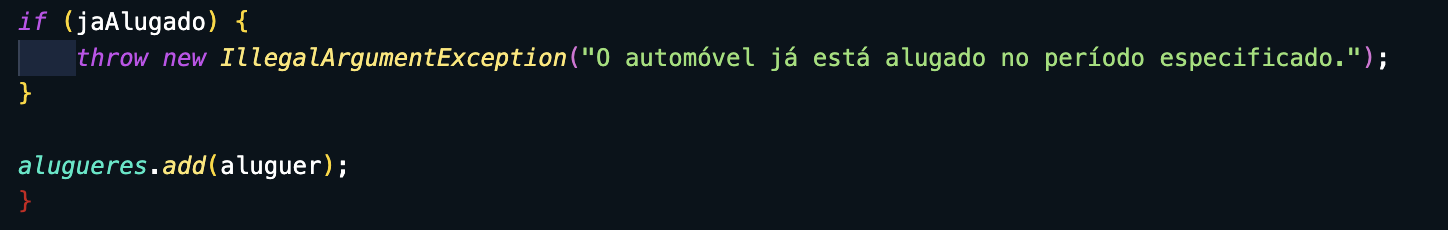 if (jaAlugado) {
throw new IllegalArgumentException("O automóvel já está alugado no período especificado.");
}
alugueres.add(aluguer);
}